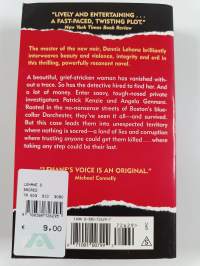 "LIVELY AND ENTERTAINING . . .
A FAST-PACED, TWISTING PLOT."
New York Times Book Review
The master of the new noir, Dennis Lehane brilliantly
interweaves beauty and violence, integrity and evil in
this thrilling, powerfully resonant novel.
A beautiful, grief-stricken woman has vanished with-
out a trace. So has the detective hired to find her. And
a lot of money. Enter savvy, tough-nosed private
investigators Patrick Kenzie and Angela Gennaro.
Rooted in the no-nonsense streets of Boston's blue-
collar Dorchester, they've seen it all—and survived.
But this case leads them into unexpected territory
where nothing is sacred—a land of lies and corruption
where trusting anyone could get them killed . . . where
taking any step could be their last.
VOICE IS AN ORIGINAL."
Michael Connelly
SACRED
€
9.00